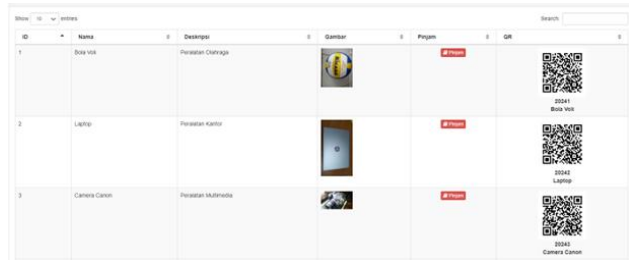 Show 10 entries Search:
ID Nama Deskripsi Gambar Pinjam QR
1 Bola Voli Peralatan Olahraga Pinjam
20241
Bola Voli
2 Laptop Peralatan Kantor Pinjam
20242
Laptop
3 Camera Canon Peralatan Multimedia Pinjam
20243
Camera Canon